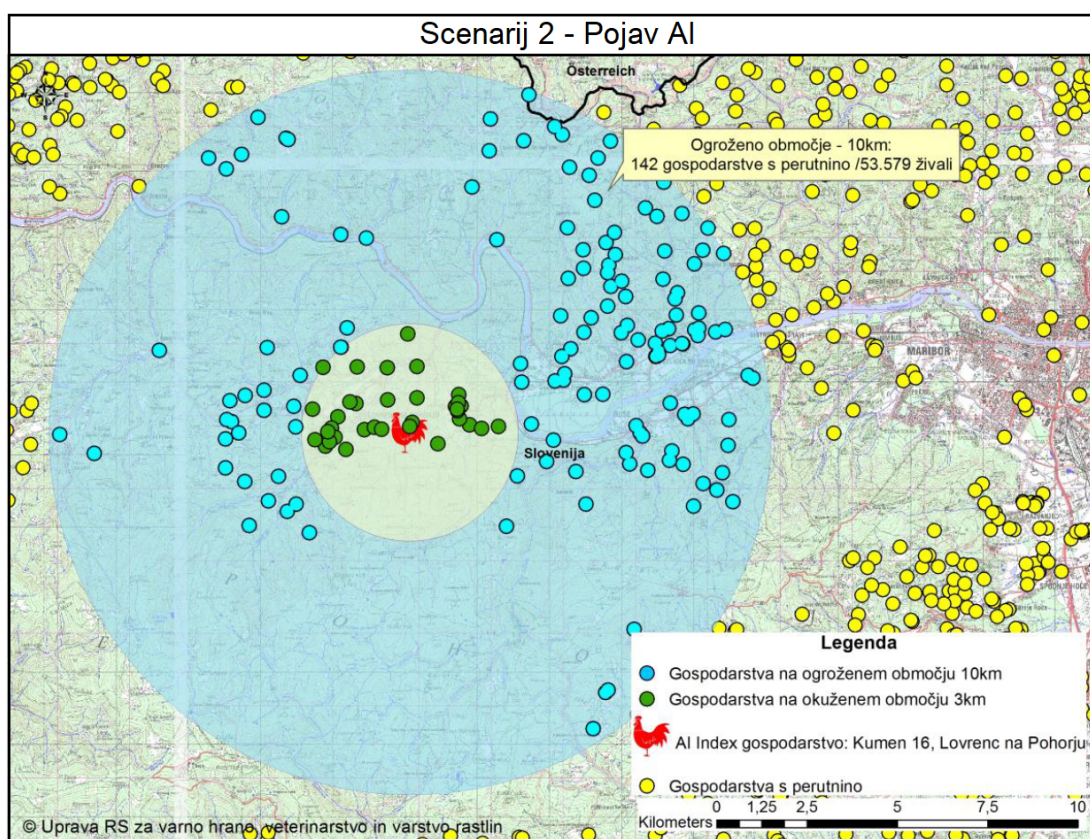 Scenarij 2 - Pojav AI
Österreich
Ogroženo območje - 10km:
142 gospodarstve s perutnino /53.579 živali
MARIBOR
Slovenija
Legenda
Gospodarstva na ogroženem območju 10km
Gospodarstva na okuženem območju 3km
AI Index gospodarstvo: Kumen 16, Lovrenc na Pohorju
Gospodarstva s perutnino
Kilometers
0 1,25 2,5 5 7,5 10
© Uprava RS za varno hrano, veterinarstvo in varstvo rastlin